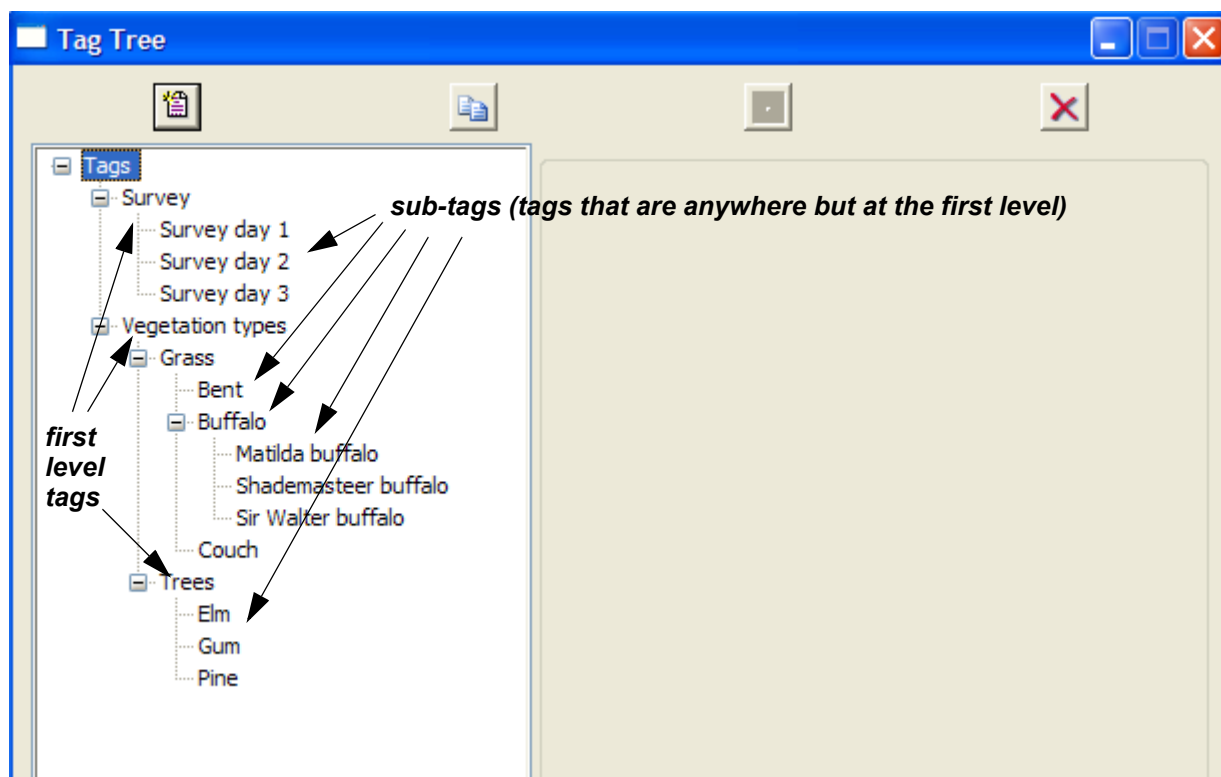 Tag Tree
Tags
Survey
sub-tags (tags that are anywhere but at the first level)
Survey day 1
Survey day 2
Survey day 3
Vegetation types
Grass
Bent
Buffalo
first
level
tags
Matilda buffalo
Shademasteer buffalo
Sir Walter buffalo
Couch
Trees
Elm
Gum
Pine